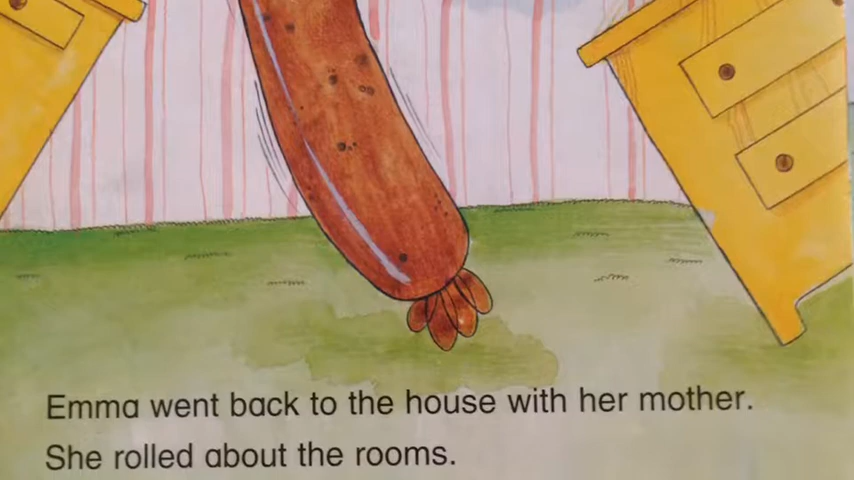 Emma went back to the house with her mother.
She rolled about the rooms.